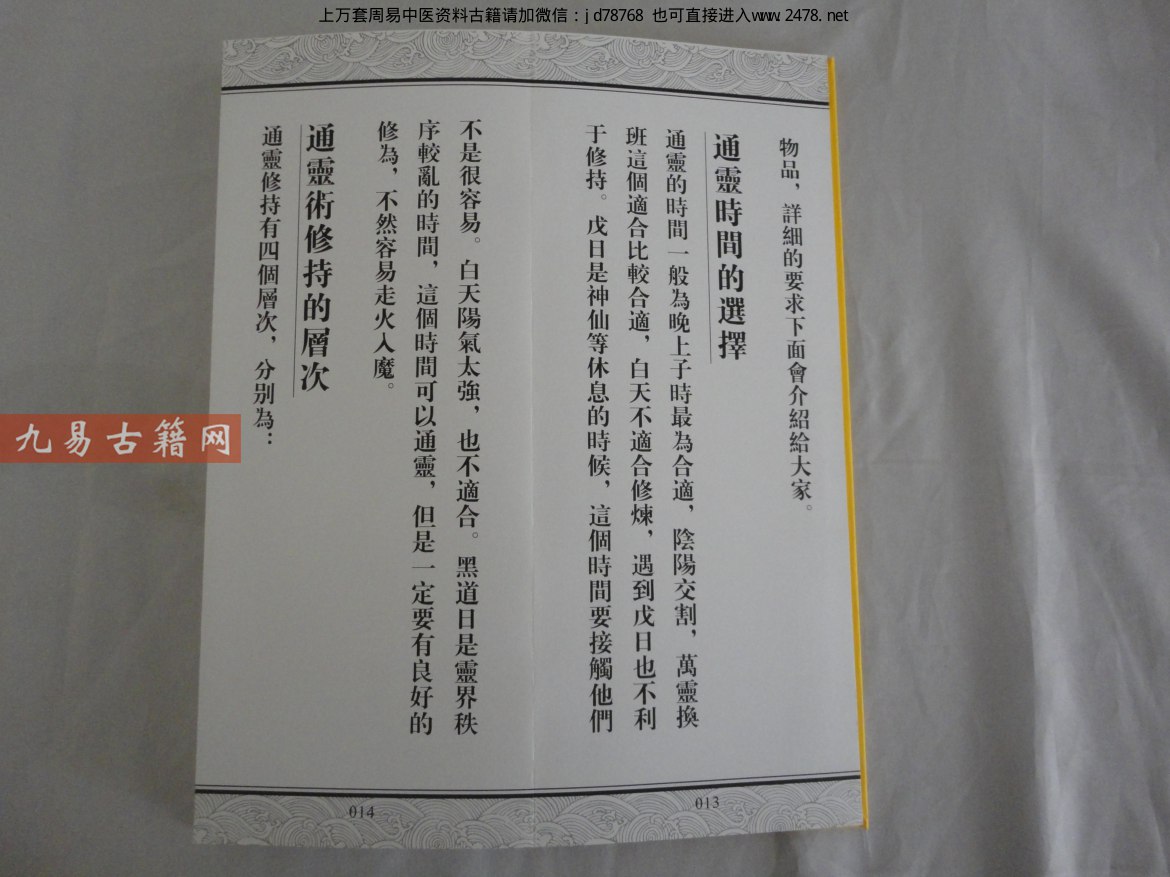 上万套周易中医资料古籍请加微信：jd78768 也可直接进入www.2478.net
物品，詳細的要求下面會介紹給大家。
通靈時間的選擇
通靈的時間一般為晚上子時最為合適，陰陽交割，萬靈換
班這個適合比較合適，白天不適合修煉，遇到戊日也不利
于修持。戊日是神仙等休息的時候，這個時間要接觸他們
013
不是很容易。白天陽氣太強，也不適合。黑道日是靈界秩
序較亂的時間，這個時間可以通靈，但是一定要有良好的
修為，不然容易走火入魔。
通靈術修持的層次
通靈修持有四個層次，分別為：
014
九易古籍网